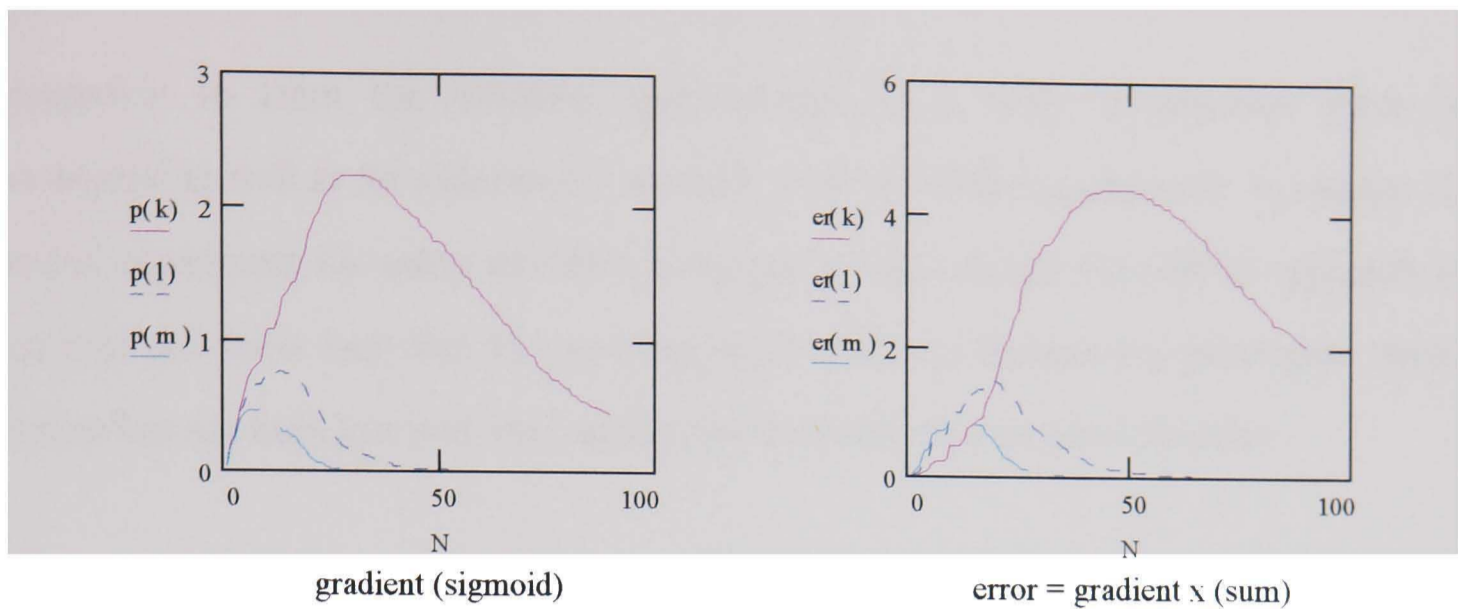 3
2
1
0
p(k)
p(l)
p(m)
0
50
100
N
gradient (sigmoid)
6
4
2
0
er(k)
er(l)
er(m)
0
50
100
N
error = gradient x (sum)